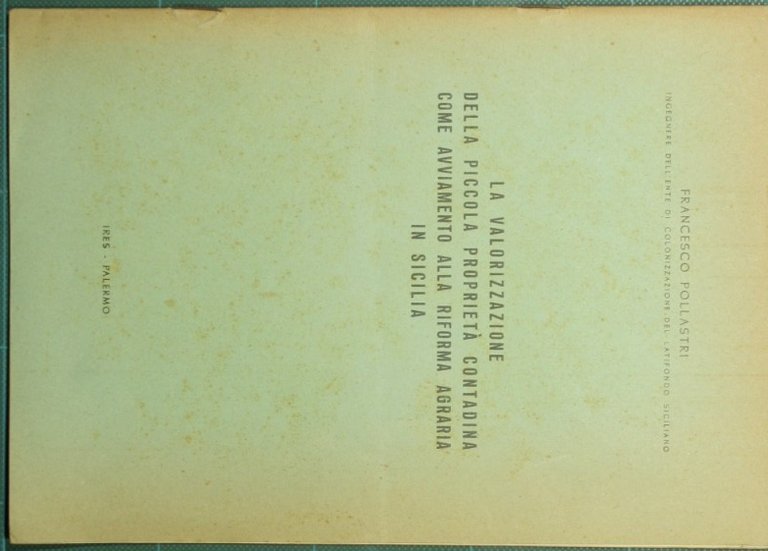 FRANCESCO POLLASTRI
INGEGNERE DELL'ENTE DI COLONIZZAZIONE DEL LATIFONDO SICILIANO
LA VALORIZZAZIONE
DELLA PICCOLA PROPRIETÀ CONTADINA
COME AVVIAMENTO ALLA RIFORMA AGRARIA
IN SICILIA
IRES - PALERMO